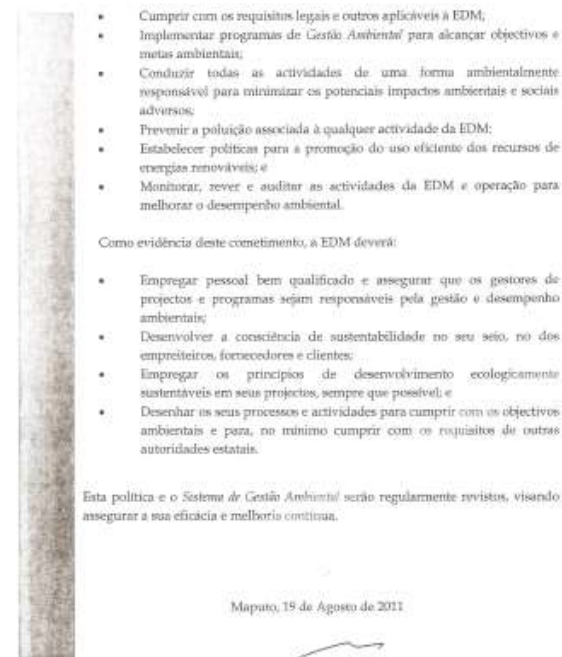 • Cumprir com os requisitos legais e outros aplicáveis à EDM;
• Implementar programas de Gestão Ambiental para alcançar objectivos e
metas ambientais;
• Conduzir todas as actividades de uma forma ambientalmente
responsável para minimizar os potenciais impactos ambientais e sociais
adversos;
• Prevenir a poluição associada à qualquer actividade da EDM;
• Estabelecer políticas para a promoção do uso eficiente dos recursos de
energias renováveis; e
• Monitorar, rever e auditar as actividades da EDM e operação para
melhorar o desempenho ambiental.
Como evidência deste cometimento, a EDM deverá:
• Empregar pessoal bem qualificado e assegurar que os gestores de
projectos e programas sejam responsáveis pela gestão e desempenho
ambientais;
• Desenvolver a consciência de sustentabilidade no seu seio, no dos
empreiteiros, fornecedores e clientes;
• Empregar os princípios de desenvolvimento ecologicamente
sustentáveis em seus projectos, sempre que possível; e
• Desenhar os seus processos e actividades para cumprir com os objectivos
ambientais e para, no mínimo cumprir com os requisitos de outras
autoridades estatais.
Esta política e o Sistema de Gestão Ambiental serão regularmente revistos, visando
assegurar a sua eficácia e melhoria contínua.
Maputo, 19 de Agosto de 2011